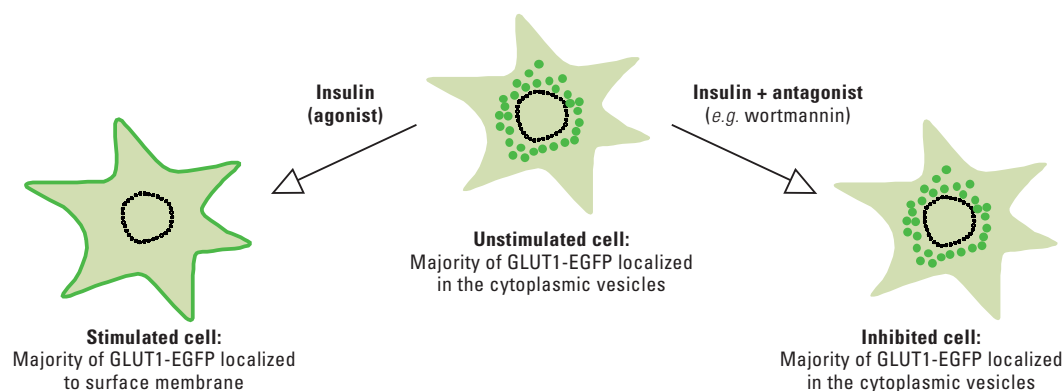 Insulin
(agonist)
Insulin + antagonist
(e.g. wortmannin)
Unstimulated cell:
Majority of GLUT1-EGFP localized
in the cytoplasmic vesicles
Stimulated cell:
Majority of GLUT1-EGFP localized
to surface membrane
Inhibited cell:
Majority of GLUT1-EGFP localized
in the cytoplasmic vesicles